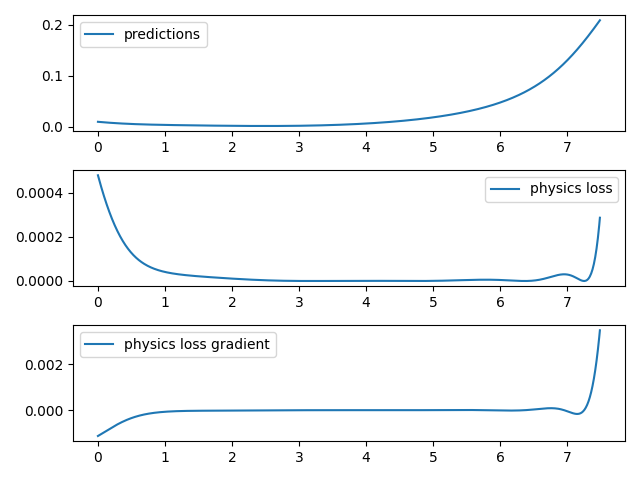 0.2
predictions
0.1
0.0
0 1 2 3 4 5 6 7
0.0004
physics loss
0.0002
0.0000
0 1 2 3 4 5 6 7
physics loss gradient
0.002
0.000
0 1 2 3 4 5 6 7